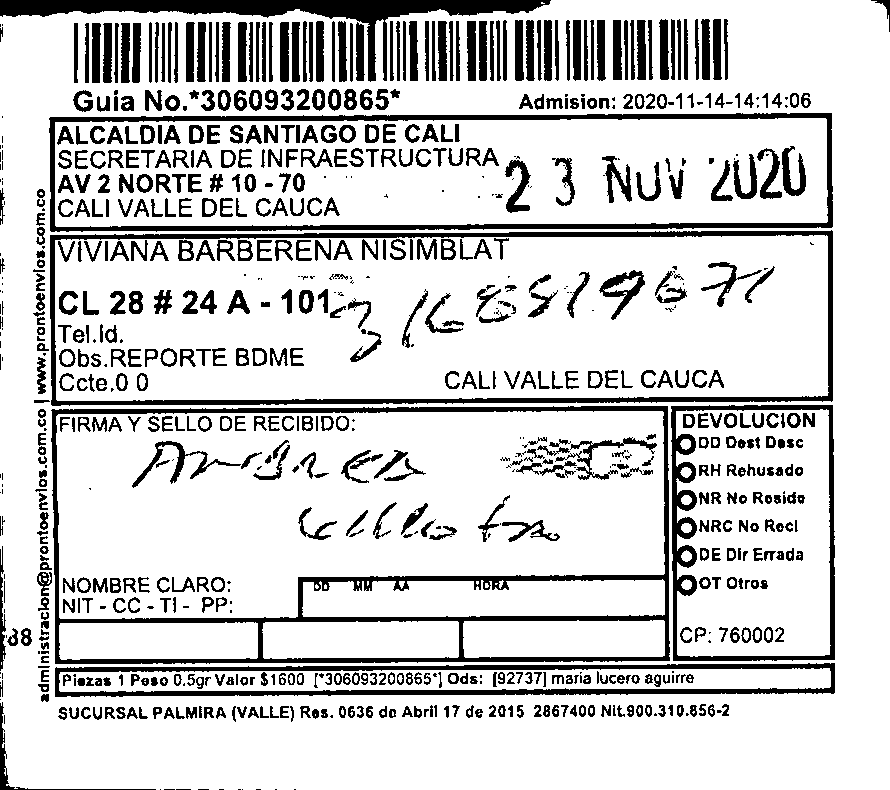 Guia No.*306093200865*
Admision: 2020-11-14-14:14:06
ALCALDIA DE SANTIAGO DE CALI
SECRETARIA DE INFRAESTRUCTURA
AV 2 NORTE # 10 - 70
CALI VALLE DEL CAUCA
23 NOV 2020
VIVIANA BARBERENA NISIMBLAT
CL 28 # 24 A - 101
Tel.Id.
Obs.REPORTE BDME
Ccte.0 0
CALI VALLE DEL CAUCA
FIRMA Y SELLO DE RECIBIDO:
NOMBRE CLARO:
NIT - CC - TI - PP:
DD MM AA HORA
DEVOLUCION
DD Dest Desc
RH Rehusado
NR No Reside
NRC No Recl
DE Dir Errada
OT Otros
CP: 760002
Piezas 1 Peso 0.5gr Valor $1600 [*306093200865*] Ods: [92737] maria lucero aguirre
SUCURSAL PALMIRA (VALLE) Res. 0636 de Abril 17 de 2015 2867400 Nit.900.310.856-2
administracion@prontoenvios.com.co | www.prontoenvios.com.co